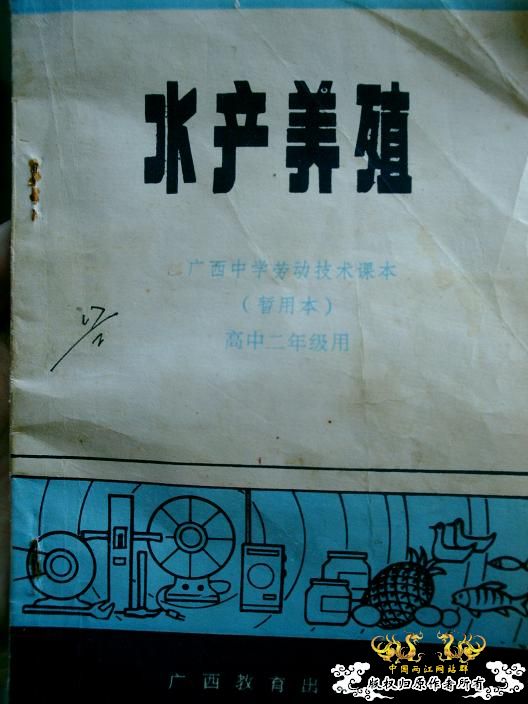 水产养殖
广西中学劳动技术课本
(暂用本)
高中二年级用
广西教育出
中国两江网站群
版权归原作者所有